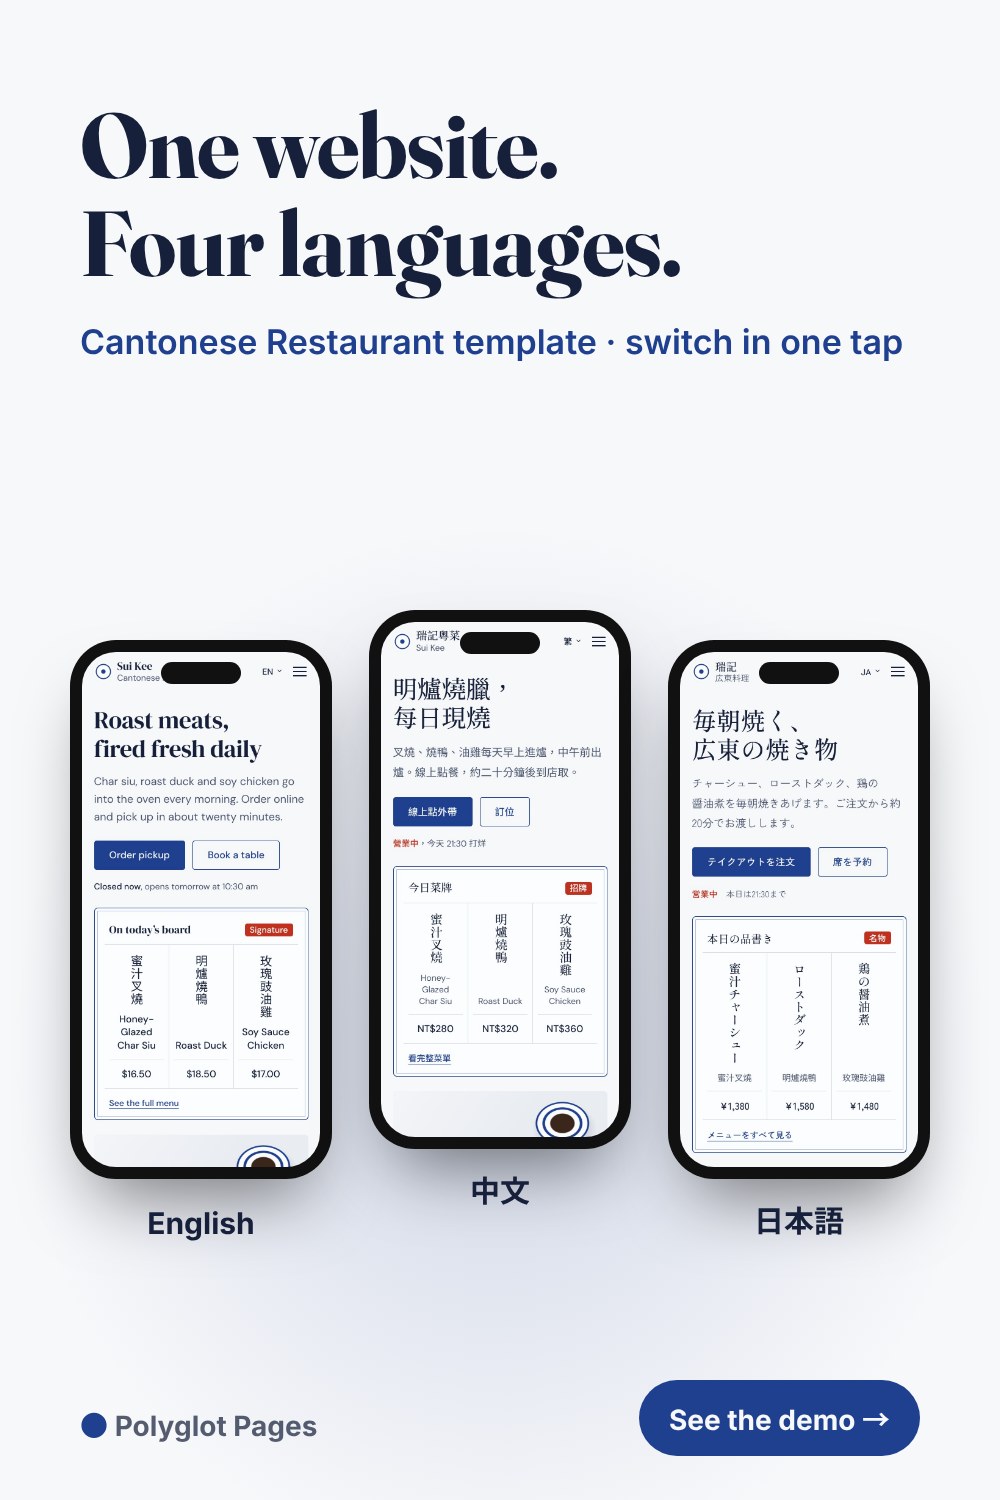 One website.
Four languages.
Cantonese Restaurant template · switch in one tap
Sui Kee
Cantonese
EN
Roast meats,
fired fresh daily
Char siu, roast duck and soy chicken go
into the oven every morning. Order online
and pick up in about twenty minutes.
Order pickup
Book a table
Closed now, opens tomorrow at 10:30 am
On today's board
Signature
蜜汁叉燒
明爐燒鴨
玫瑰豉油雞
Honey-
Glazed
Char Siu
Roast Duck
Soy Sauce
Chicken
$16.50
$18.50
$17.00
See the full menu
English
瑞記粵菜
Sui Kee
繁
明爐燒臘，
每日現燒
叉燒、燒鴨、油雞每天早上進爐，中午前出
爐。線上點餐，約二十分鐘後到店取。
線上點外帶
訂位
營業中，今天 21:30 打烊
今日菜牌
招牌
蜜汁叉燒
明爐燒鴨
玫瑰豉油雞
Honey-
Glazed
Char Siu
Roast Duck
Soy Sauce
Chicken
NT$280
NT$320
NT$360
看完整菜單
中文
瑞記
広東料理
JA
毎朝焼く、
広東の焼き物
チャーシュー、ローストダック、鶏の
醤油煮を毎朝焼きあげます。ご注文から約
20分でお渡しします。
テイクアウトを注文
席を予約
営業中 本日は21:30まで
本日の品書き
名物
蜜汁チャーシュー
ローストダック
鶏の醤油煮
蜜汁叉燒
明爐燒鴨
玫瑰豉油雞
¥1,380
¥1,580
¥1,480
メニューをすべて見る
日本語
Polyglot Pages
See the demo →